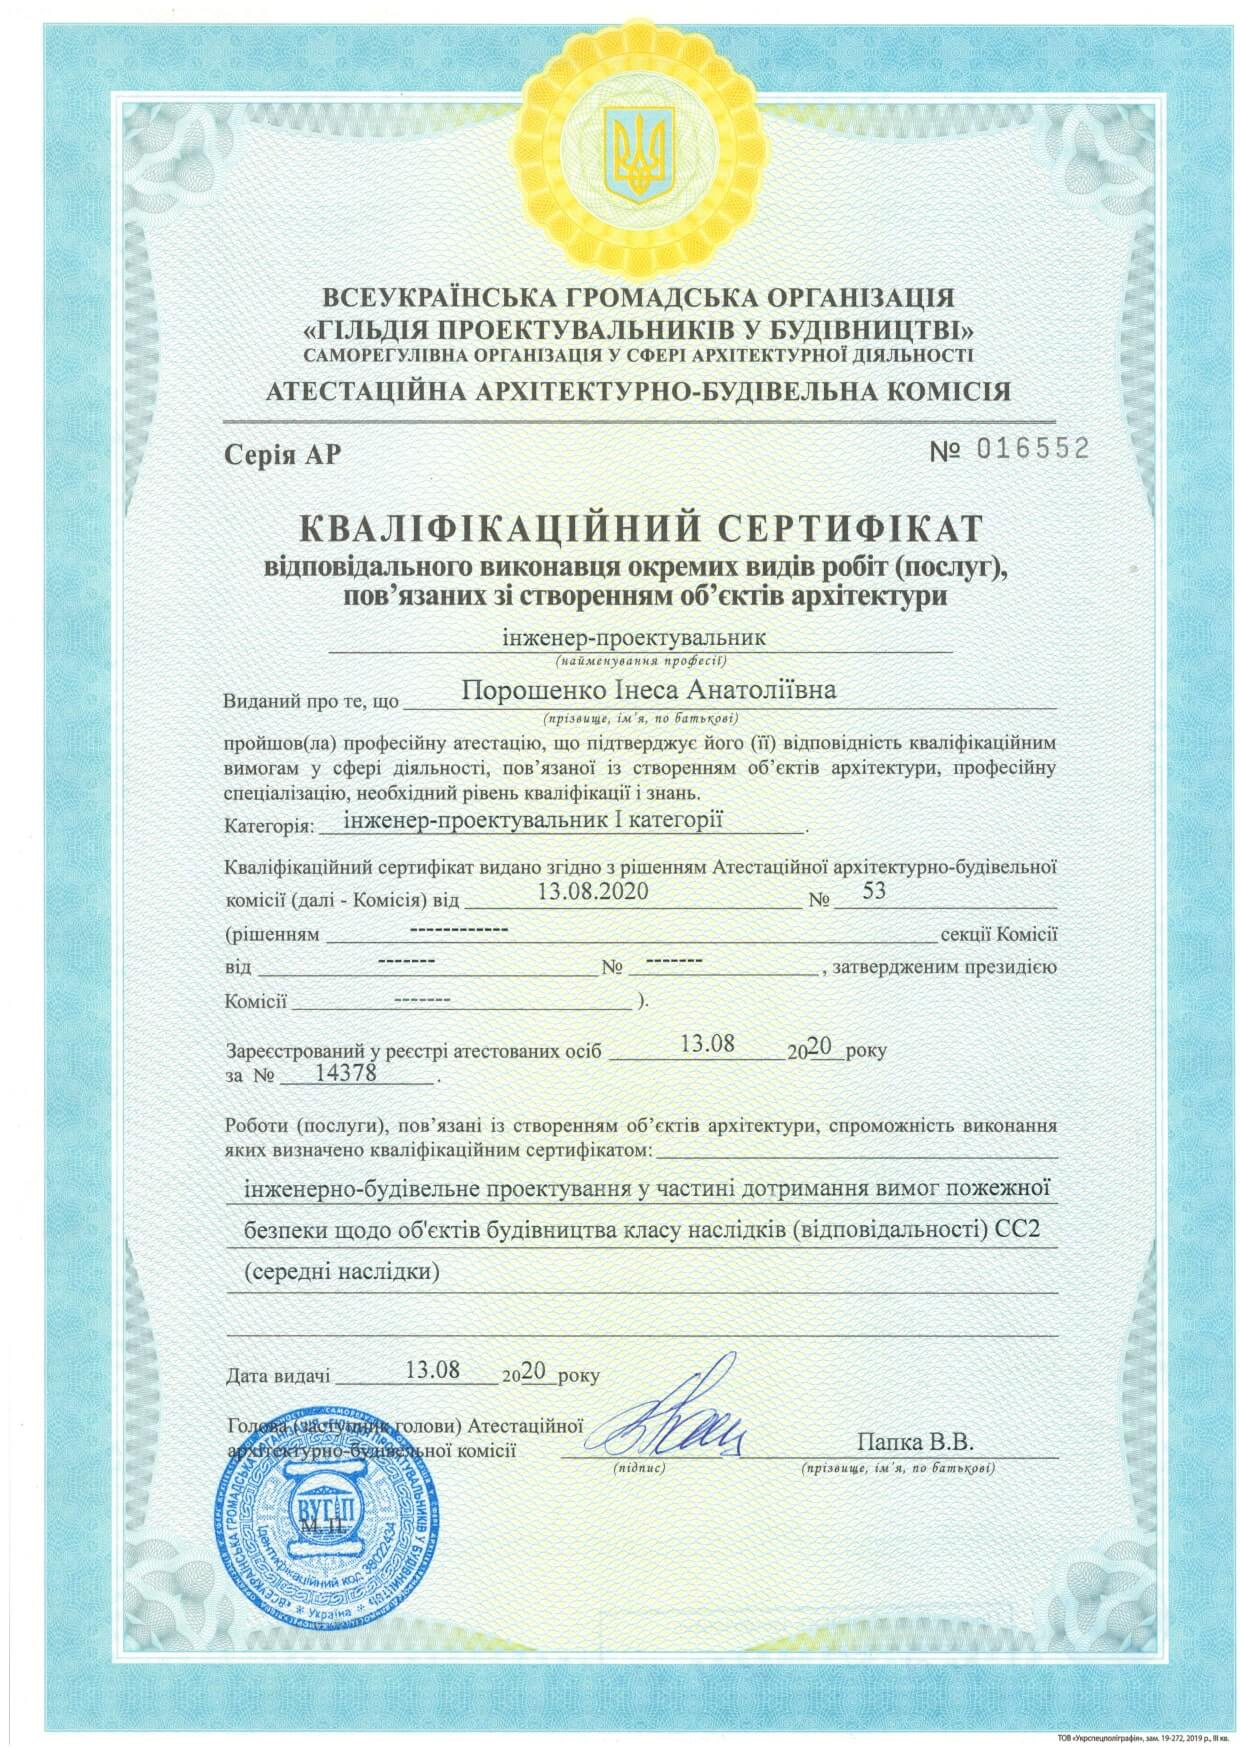 ВСЕУКРАЇНСЬКА ГРОМАДСЬКА ОРГАНІЗАЦІЯ
«ГІЛЬДІЯ ПРОЕКТУВАЛЬНИКІВ У БУДІВНИЦТВІ»
САМОРЕГУЛІВНА ОРГАНІЗАЦІЯ У СФЕРІ АРХІТЕКТУРНОЇ ДІЯЛЬНОСТІ
АТЕСТАЦІЙНА АРХІТЕКТУРНО-БУДІВЕЛЬНА КОМІСІЯ
Серія АР № 016552
КВАЛІФІКАЦІЙНИЙ СЕРТИФІКАТ
відповідального виконавця окремих видів робіт (послуг),
пов’язаних зі створенням об’єктів архітектури
інженер-проектувальник
(найменування професії)
Виданий про те, що Порошенко Інеса Анатоліївна
(прізвище, ім’я, по батькові)
пройшов(ла) професійну атестацію, що підтверджує його (її) відповідність кваліфікаційним
вимогам у сфері діяльності, пов’язаної із створенням об’єктів архітектури, професійну
спеціалізацію, необхідний рівень кваліфікації і знань.
Категорія: інженер-проектувальник І категорії.
Кваліфікаційний сертифікат видано згідно з рішенням Атестаційної архітектурно-будівельної
комісії (далі - Комісія) від 13.08.2020 № 53
(рішенням ------------ секції Комісії
від ------- № -------, затвердженим президією
Комісії ------- ).
Зареєстрований у реєстрі атестованих осіб 13.08 2020 року
за № 14378.
Роботи (послуги), пов’язані із створенням об’єктів архітектури, спроможність виконання
яких визначено кваліфікаційним сертифікатом:
інженерно-будівельне проектування у частині дотримання вимог пожежної
безпеки щодо об'єктів будівництва класу наслідків (відповідальності) СС2
(середні наслідки)
Дата видачі 13.08 2020 року
Голова (заступник голови) Атестаційної
архітектурно-будівельної комісії Папка В.В.
(підпис) (прізвище, ім’я, по батькові)
«ВСЕУКРАЇНСЬКА ГРОМАДСЬКА ОРГАНІЗАЦІЯ «ГІЛЬДІЯ ПРОЕКТУВАЛЬНИКІВ У БУДІВНИЦТВІ»
ВУГІП
М. П.
Ідентифікаційний код 38022434
* Україна *
ТОВ «Укрспецполіграфія», зам. 19-272, 2019 р., III кв.